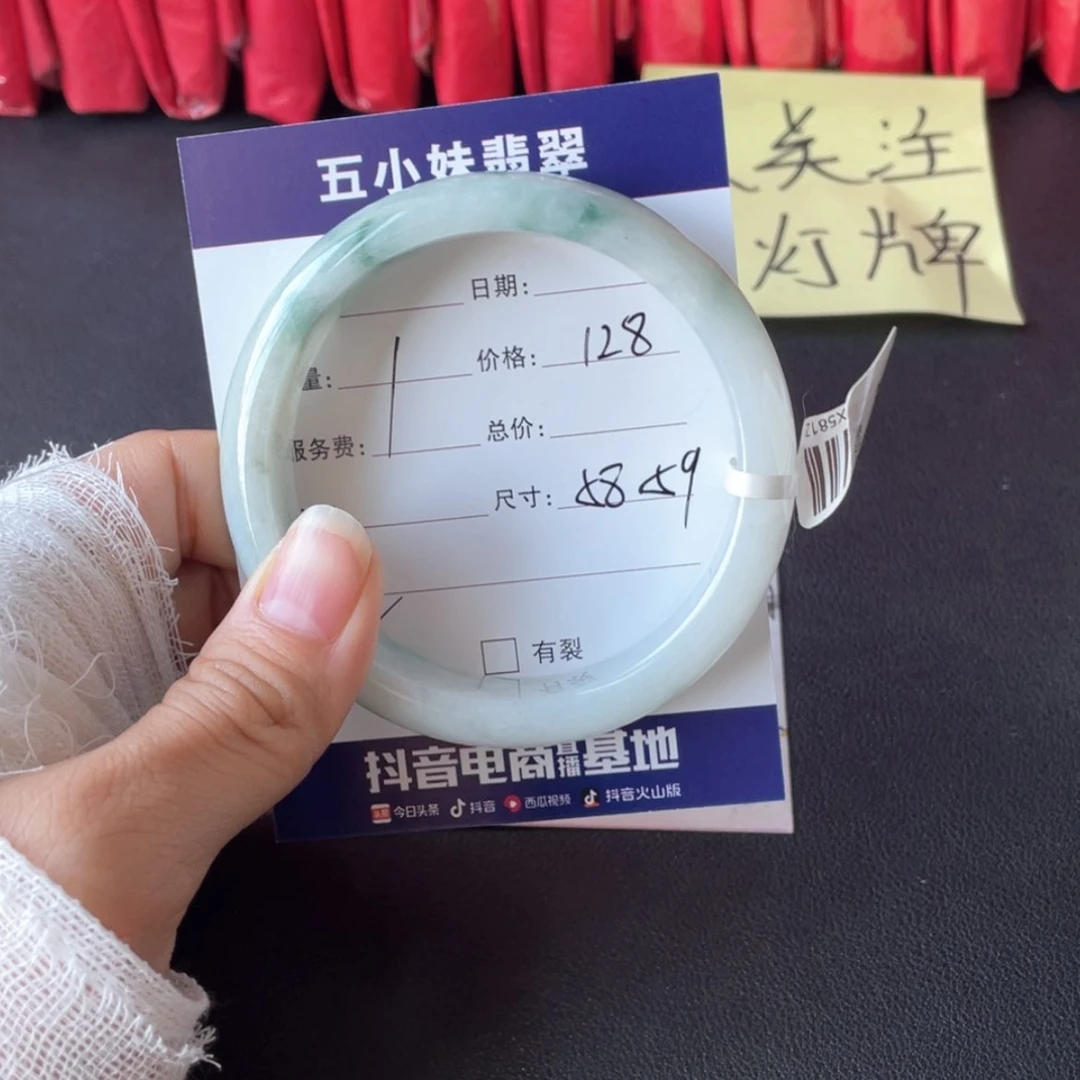 五小妹翡翠
关注
灯牌
日期:
量: 1 价格: 128
服务费: 总价:
尺寸: 58 59
有裂
抖音电商直播基地
今日头条 抖音 西瓜视频 抖音火山版
X5812